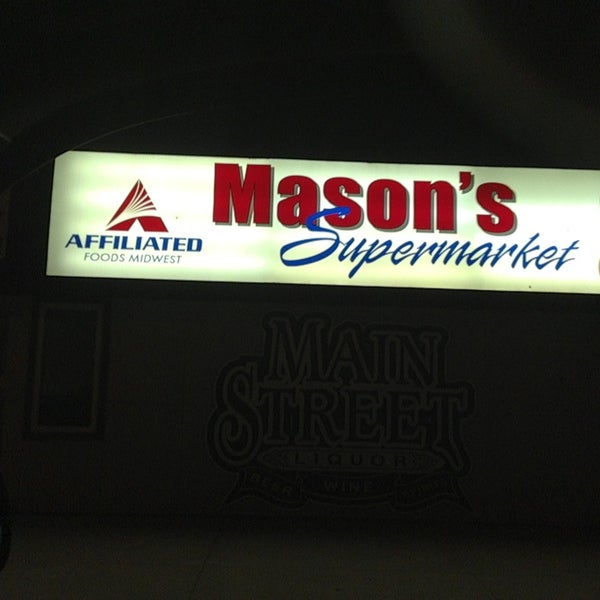 Mason's
Supermarket
AFFILIATED
FOODS MIDWEST
MAIN
STREET
LIQUOR
BEER WINE